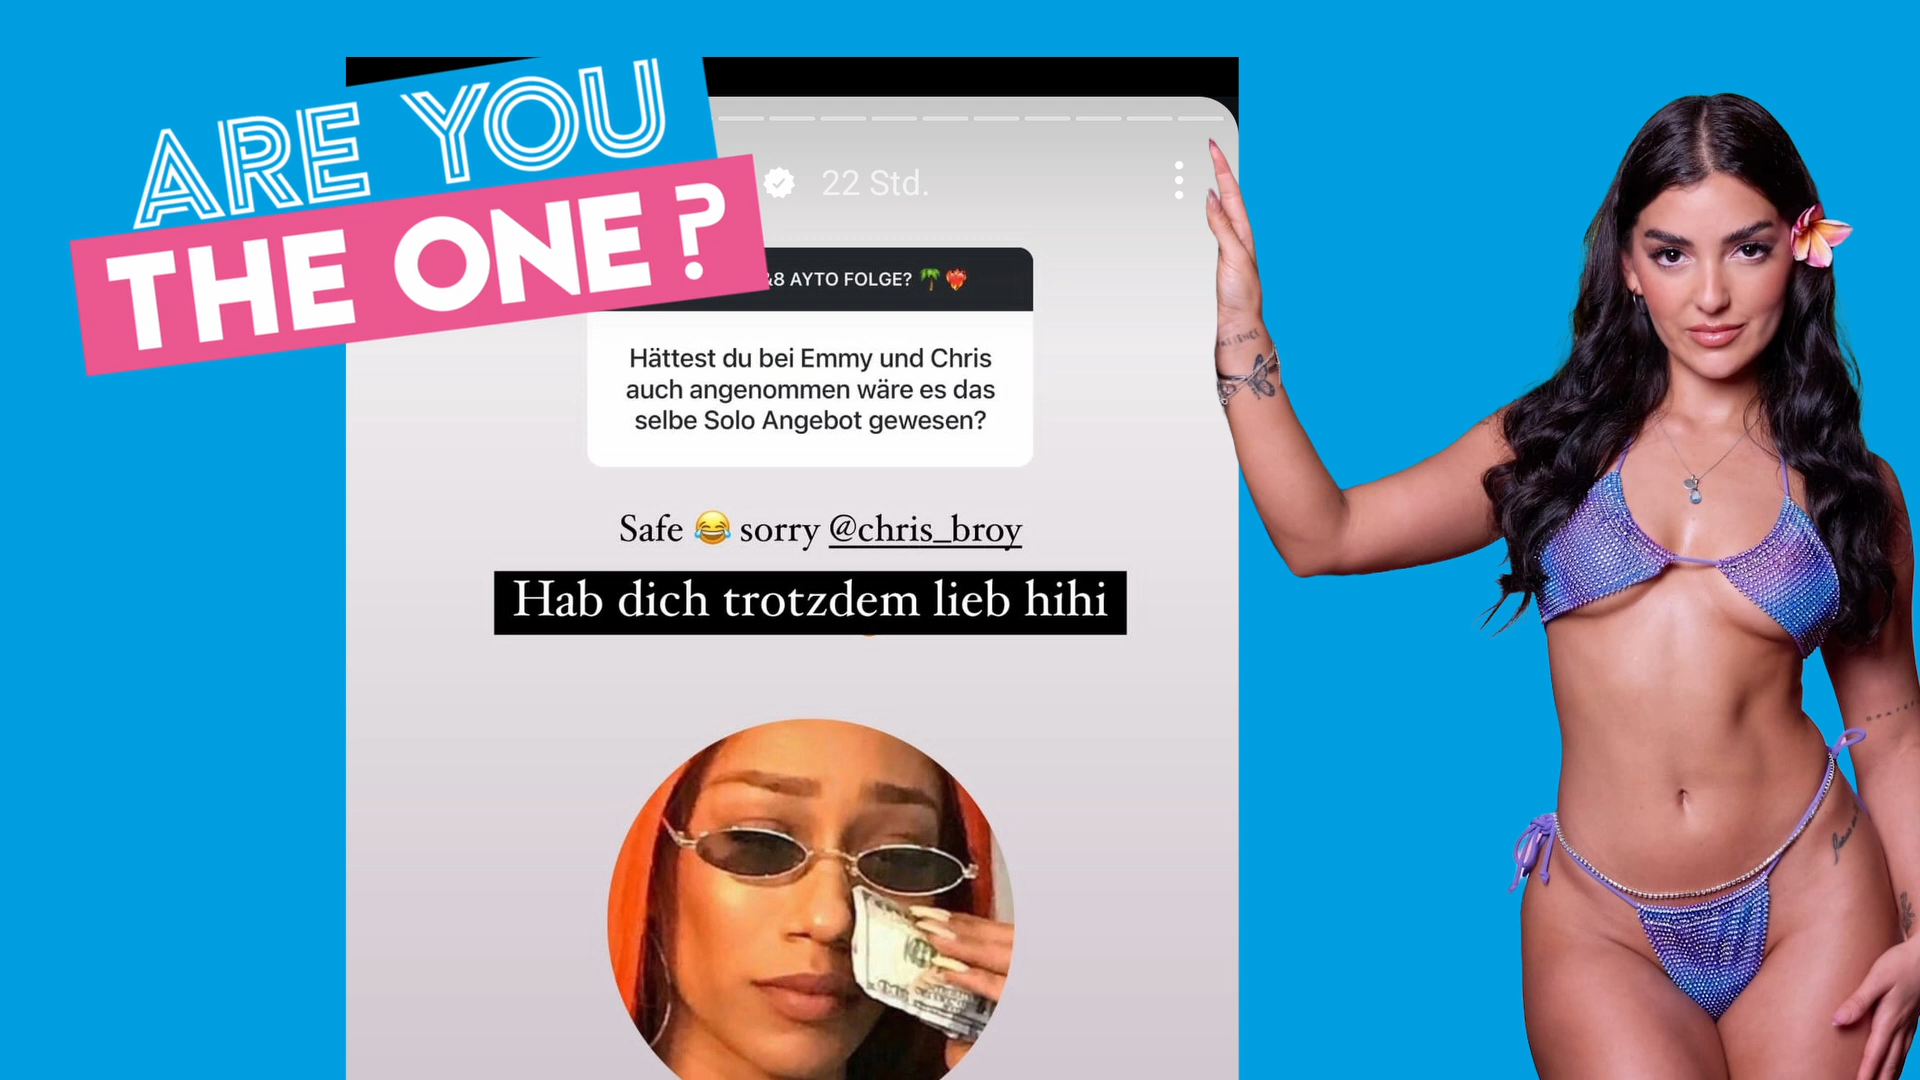 ARE YOU
THE ONE?
22 Std.
&8 AYTO FOLGE? 🌴❤️‍🔥
Hättest du bei Emmy und Chris
auch angenommen wäre es das
selbe Solo Angebot gewesen?
Safe 😂 sorry @chris_broy
Hab dich trotzdem lieb hihi